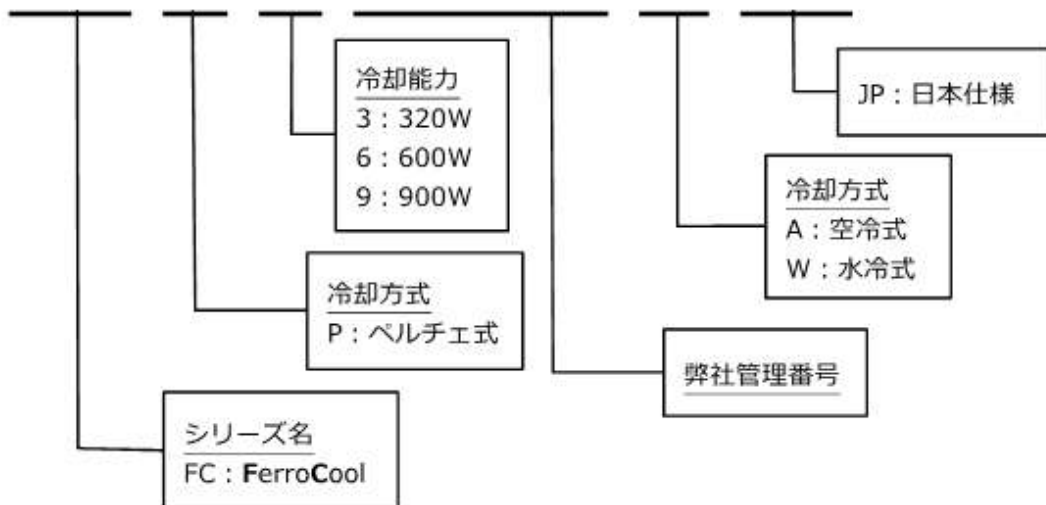 冷却能力
3：320W
6：600W
9：900W
JP：日本仕様
冷却方式
A：空冷式
W：水冷式
冷却方式
P：ペルチェ式
弊社管理番号
シリーズ名
FC：FerroCool